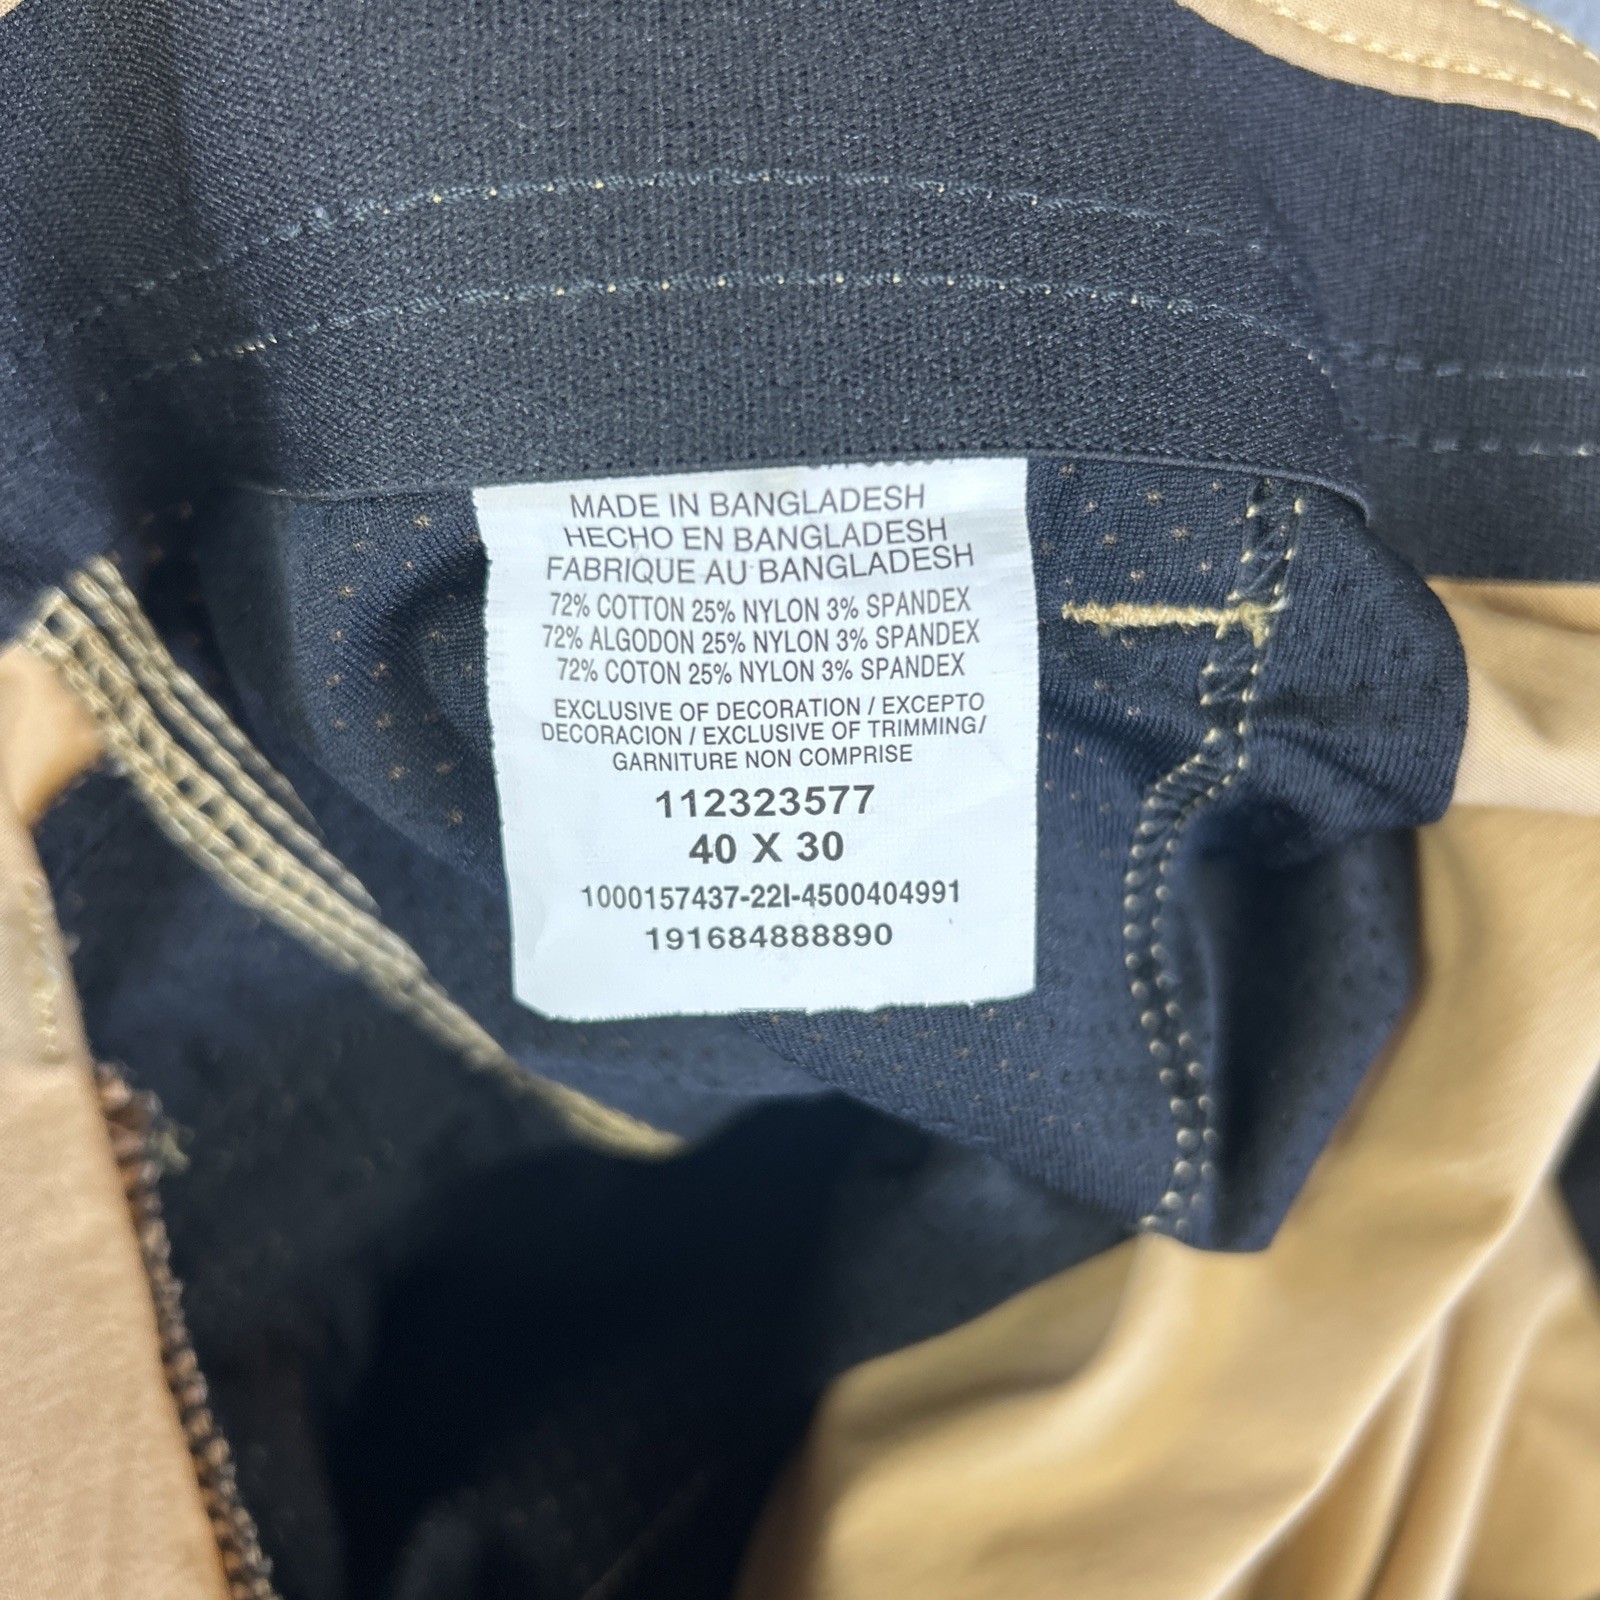 MADE IN BANGLADESH
HECHO EN BANGLADESH
FABRIQUE AU BANGLADESH
72% COTTON 25% NYLON 3% SPANDEX
72% ALGODON 25% NYLON 3% SPANDEX
72% COTON 25% NYLON 3% SPANDEX
EXCLUSIVE OF DECORATION / EXCEPTO
DECORACION / EXCLUSIVE OF TRIMMING/
GARNITURE NON COMPRISE
112323577
40 X 30
1000157437-22I-4500404991
191684888890